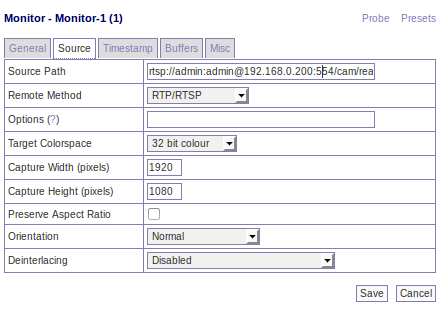 Monitor - Monitor-1 (1) Probe Presets
General Source Timestamp Buffers Misc
Source Path rtsp://admin:admin@192.168.0.200:554/cam/rea
Remote Method RTP/RTSP
Options (?)
Target Colorspace 32 bit colour
Capture Width (pixels) 1920
Capture Height (pixels) 1080
Preserve Aspect Ratio
Orientation Normal
Deinterlacing Disabled
Save Cancel